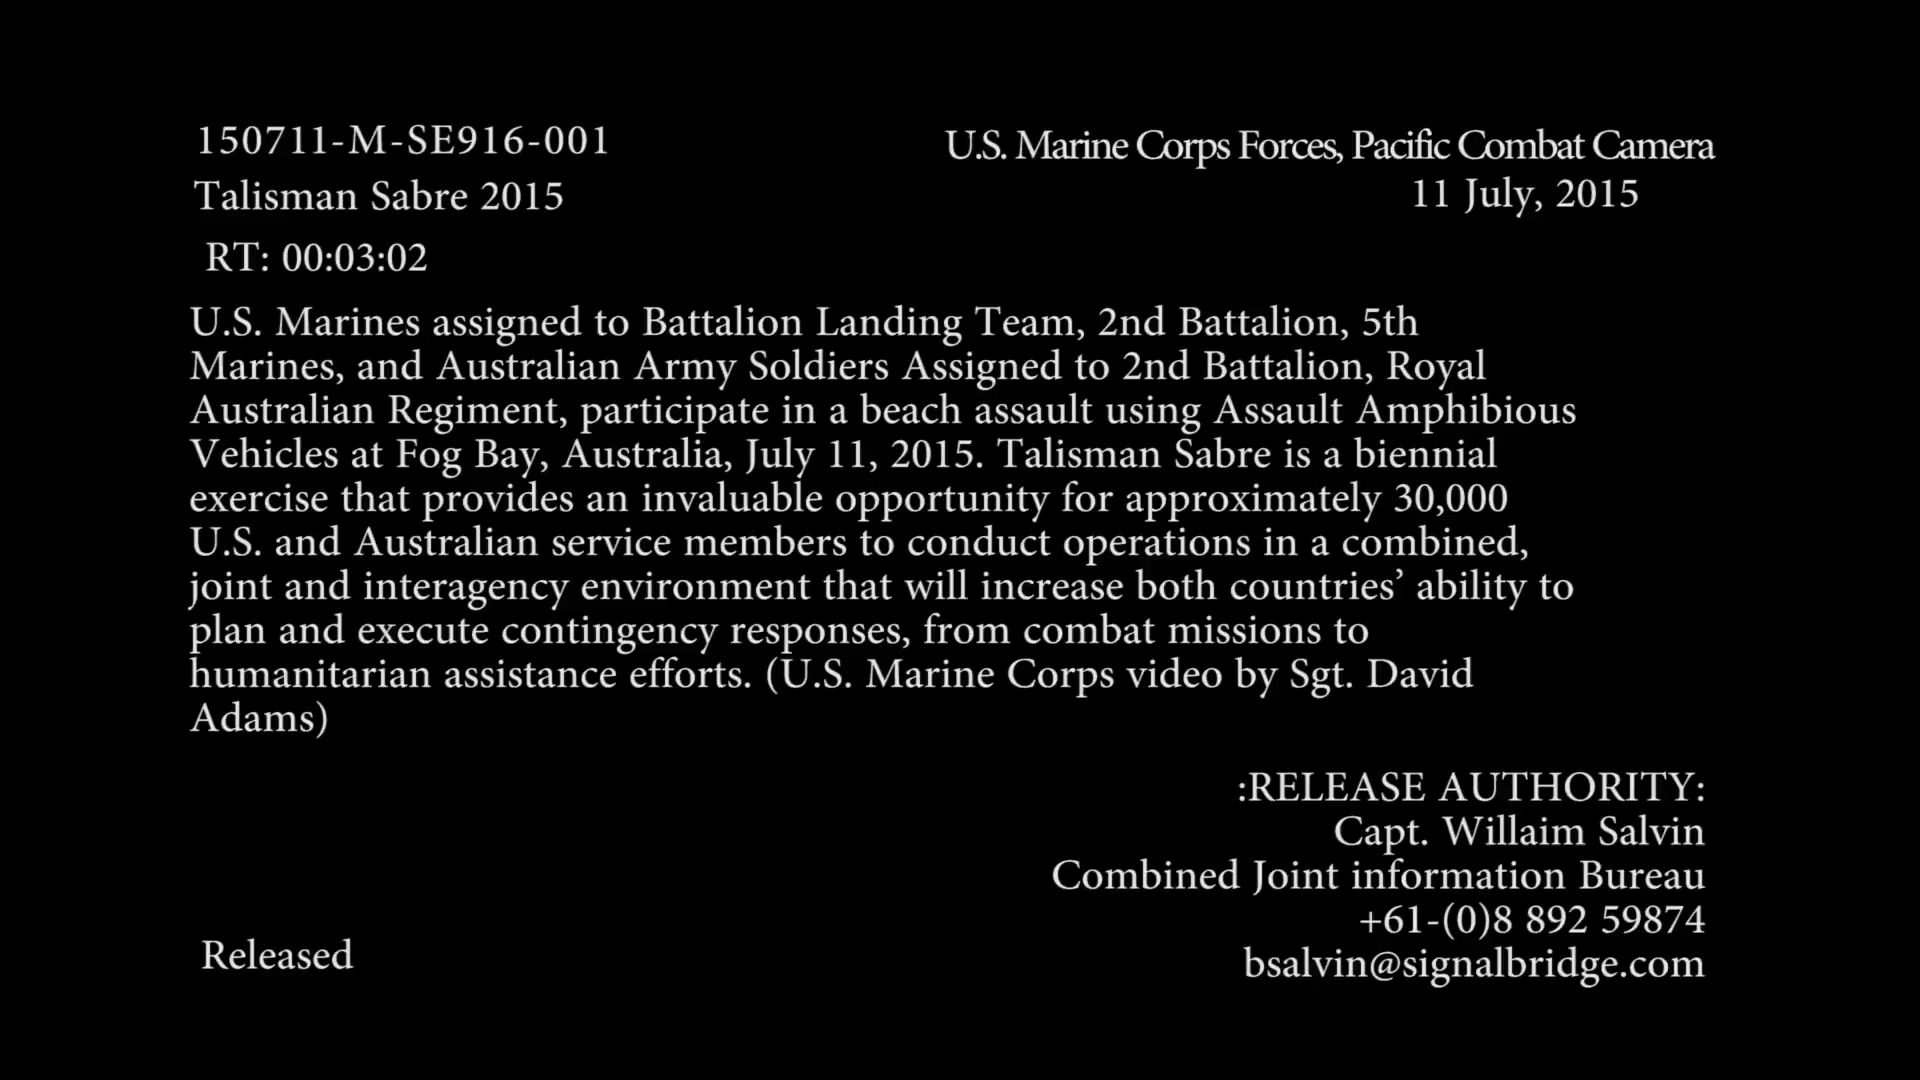 150711-M-SE916-001
U.S. Marine Corps Forces, Pacific Combat Camera
Talisman Sabre 2015
11 July, 2015
RT: 00:03:02
U.S. Marines assigned to Battalion Landing Team, 2nd Battalion, 5th
Marines, and Australian Army Soldiers Assigned to 2nd Battalion, Royal
Australian Regiment, participate in a beach assault using Assault Amphibious
Vehicles at Fog Bay, Australia, July 11, 2015. Talisman Sabre is a biennial
exercise that provides an invaluable opportunity for approximately 30,000
U.S. and Australian service members to conduct operations in a combined,
joint and interagency environment that will increase both countries’ ability to
plan and execute contingency responses, from combat missions to
humanitarian assistance efforts. (U.S. Marine Corps video by Sgt. David
Adams)
:RELEASE AUTHORITY:
Capt. Willaim Salvin
Combined Joint information Bureau
+61-(0)8 892 59874
bsalvin@signalbridge.com
Released